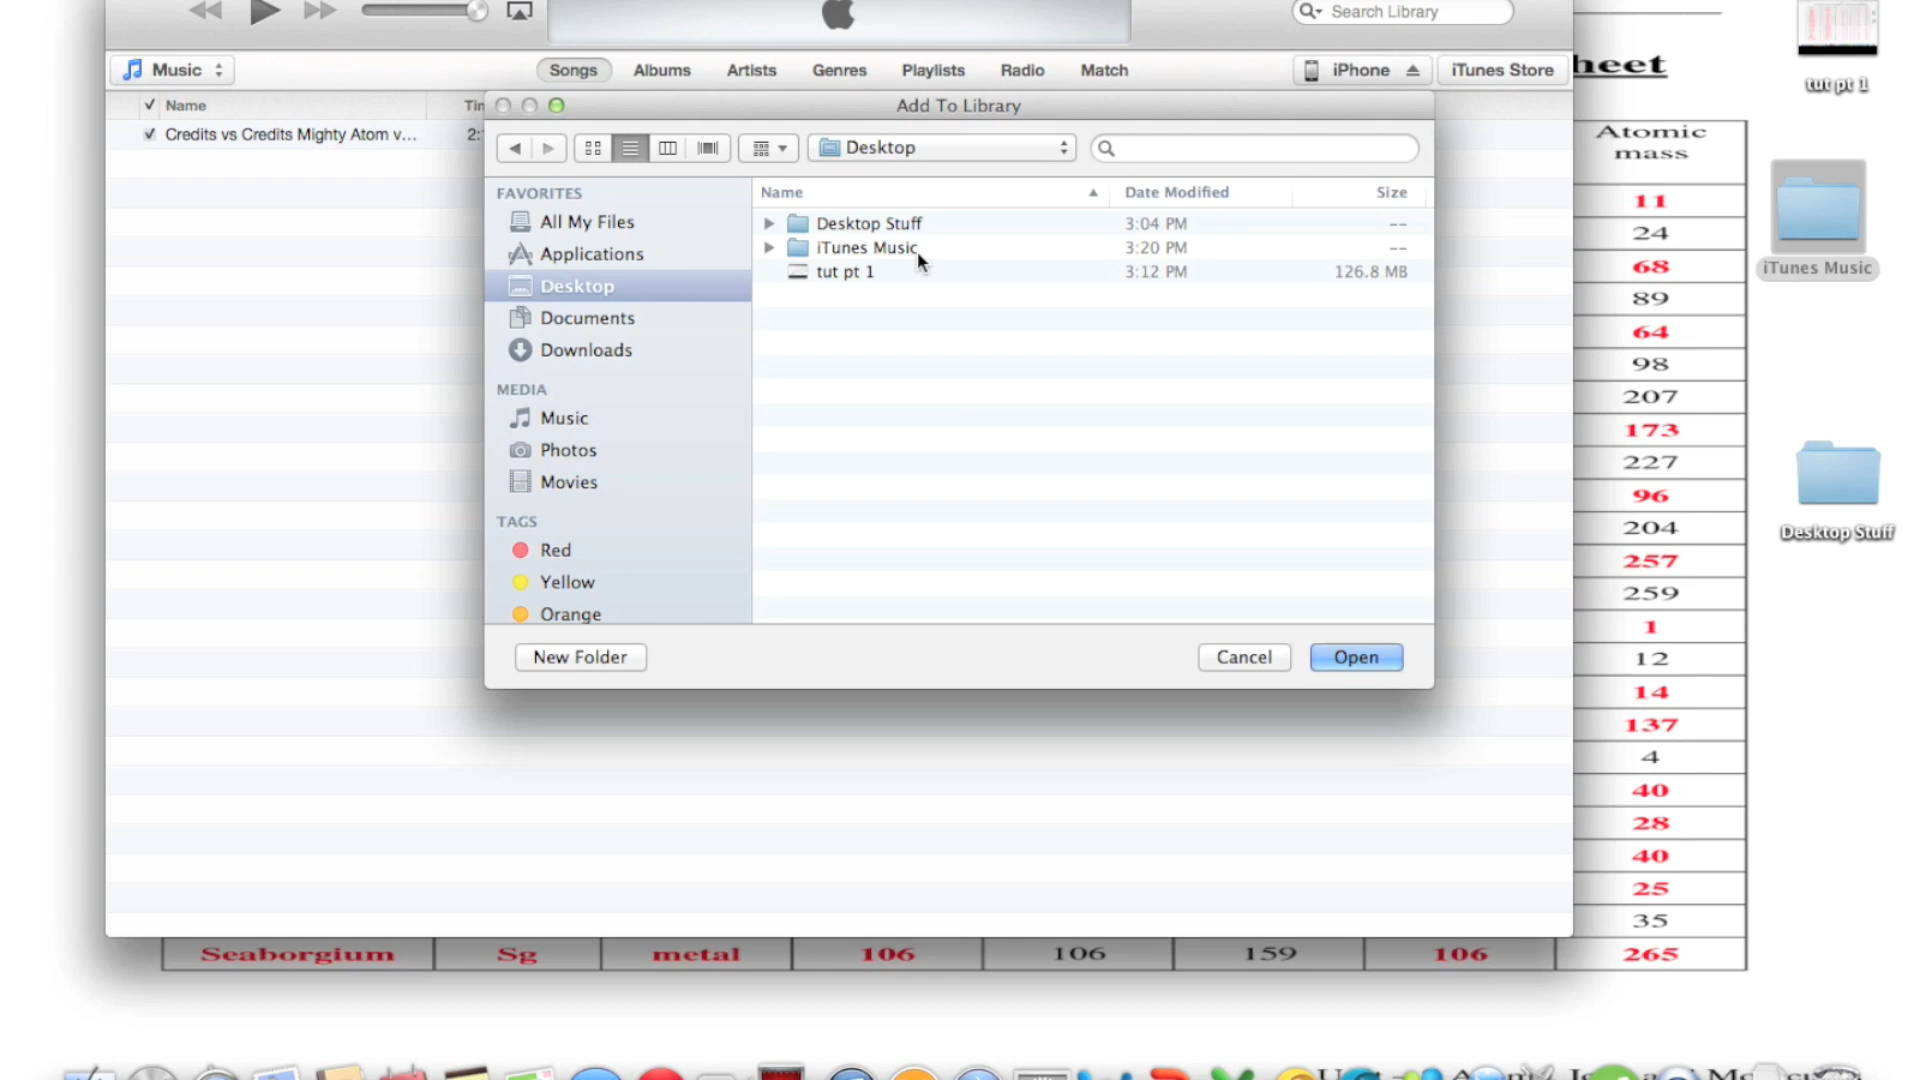 Search Library
Music
Songs Albums Artists Genres Playlists Radio Match
iPhone
iTunes Store
heet
tut pt 1
Name
✓ Credits vs Credits Mighty Atom v...
2:
Add To Library
Desktop
FAVORITES
All My Files
Applications
Desktop
Documents
Downloads
MEDIA
Music
Photos
Movies
TAGS
Red
Yellow
Orange
Name Date Modified Size
Desktop Stuff 3:04 PM --
iTunes Music 3:20 PM --
tut pt 1 3:12 PM 126.8 MB
New Folder Cancel Open
Atomic
mass
11
24
68
89
64
98
207
173
227
96
204
257
259
1
12
14
137
4
40
28
40
25
35
Seaborgium Sg metal 106 106 159 106 265
iTunes Music
Desktop Stuff